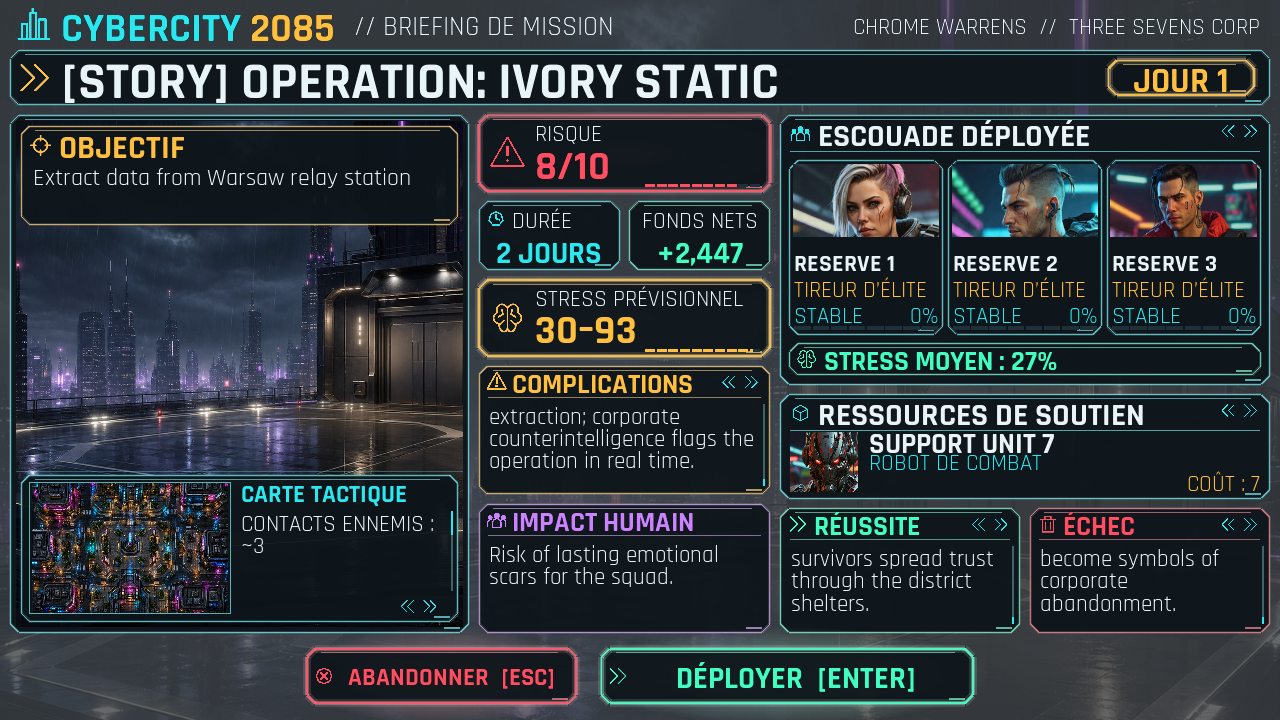 CYBERCITY 2085 // BRIEFING DE MISSION
CHROME WARRENS // THREE SEVENS CORP
[STORY] OPERATION: IVORY STATIC
JOUR 1
OBJECTIF
Extract data from Warsaw relay station
CARTE TACTIQUE
CONTACTS ENNEMIS :
~3
RISQUE
8/10
DURÉE
2 JOURS
FONDS NETS
+2,447
STRESS PRÉVISIONNEL
30-93
COMPLICATIONS
extraction; corporate
counterintelligence flags the
operation in real time.
IMPACT HUMAIN
Risk of lasting emotional
scars for the squad.
ESCOUADE DÉPLOYÉE
RESERVE 1
TIREUR D'ÉLITE
STABLE 0%
RESERVE 2
TIREUR D'ÉLITE
STABLE 0%
RESERVE 3
TIREUR D'ÉLITE
STABLE 0%
STRESS MOYEN : 27%
RESSOURCES DE SOUTIEN
SUPPORT UNIT 7
ROBOT DE COMBAT
COÛT : 7
RÉUSSITE
survivors spread trust
through the district
shelters.
ÉCHEC
become symbols of
corporate
abandonment.
ABANDONNER [ESC]
DÉPLOYER [ENTER]